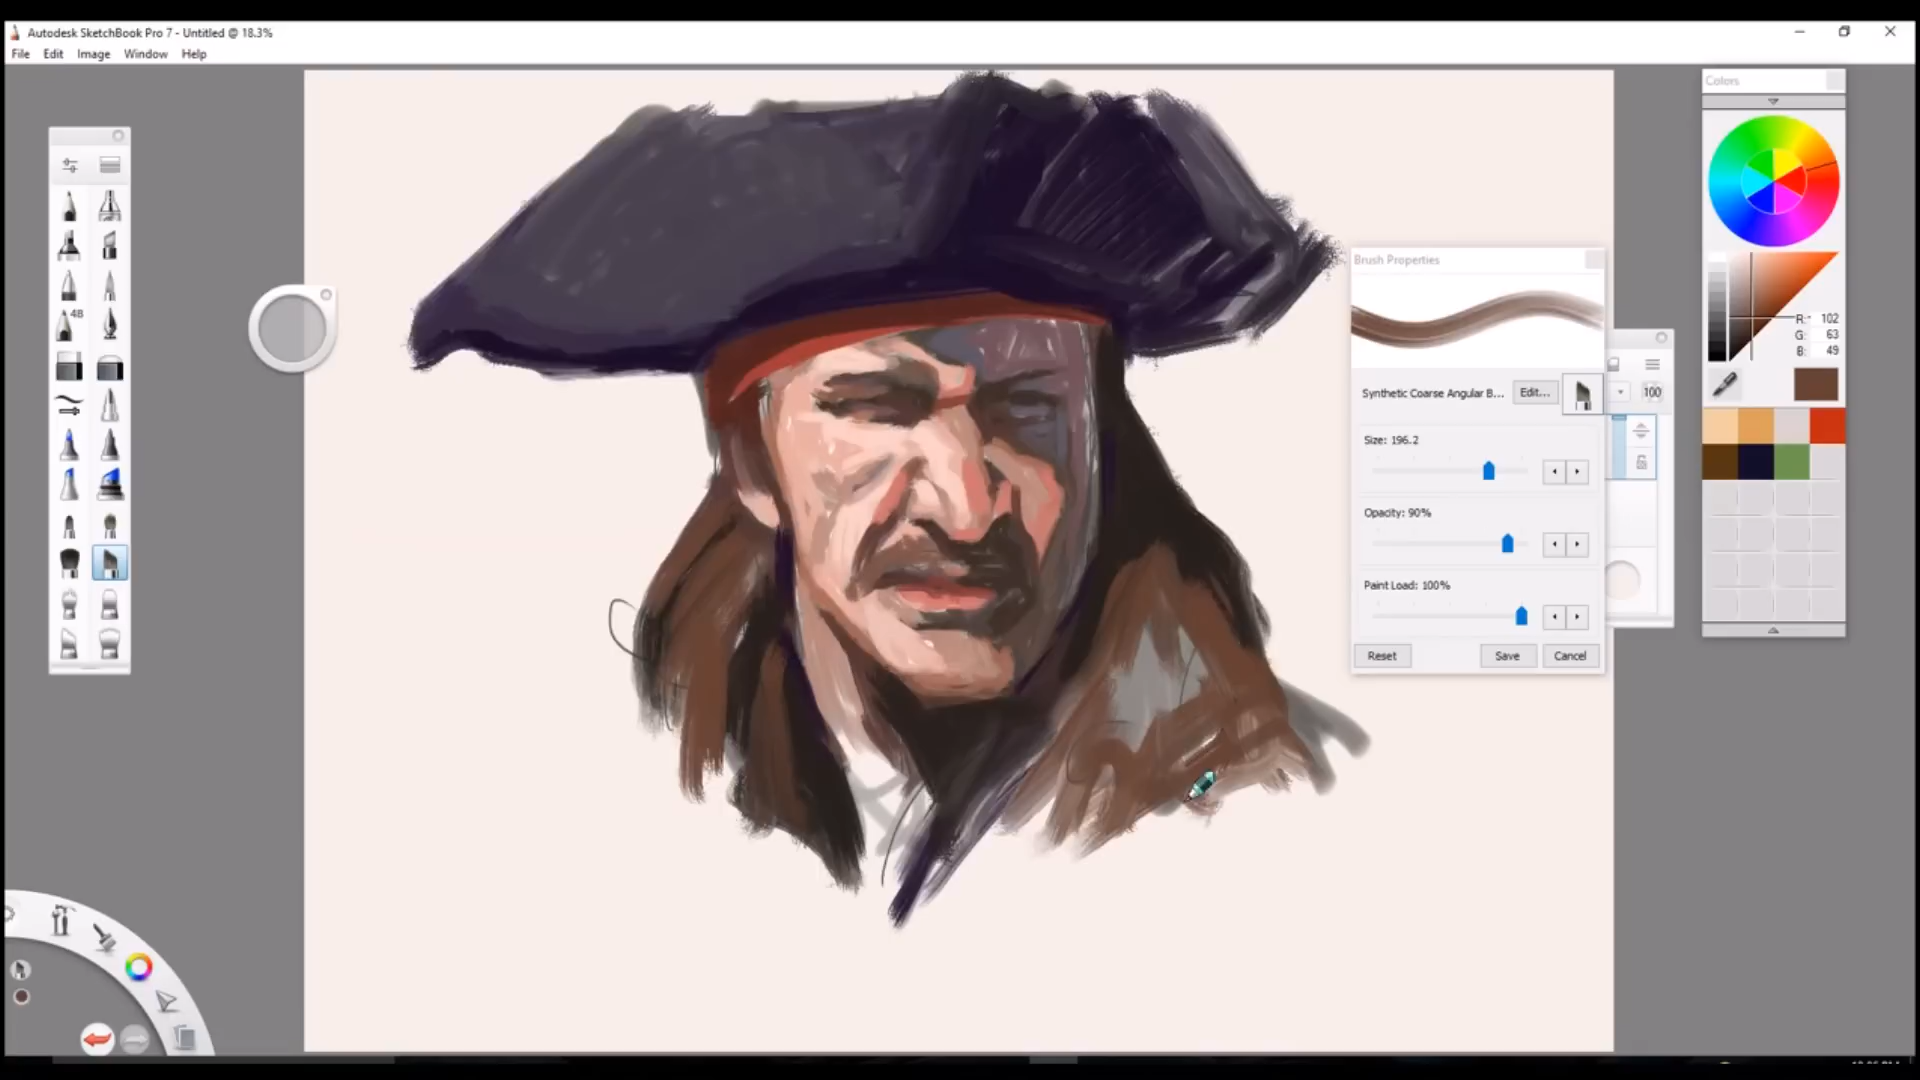 Autodesk SketchBook Pro 7 - Untitled @ 18.3%
File Edit Image Window Help
Colors
48
Brush Properties
R: 102
G: 63
B: 49
Synthetic Coarse Angular B... Edit... 100
Size: 196.2
Opacity: 90%
Paint Load: 100%
Reset Save Cancel